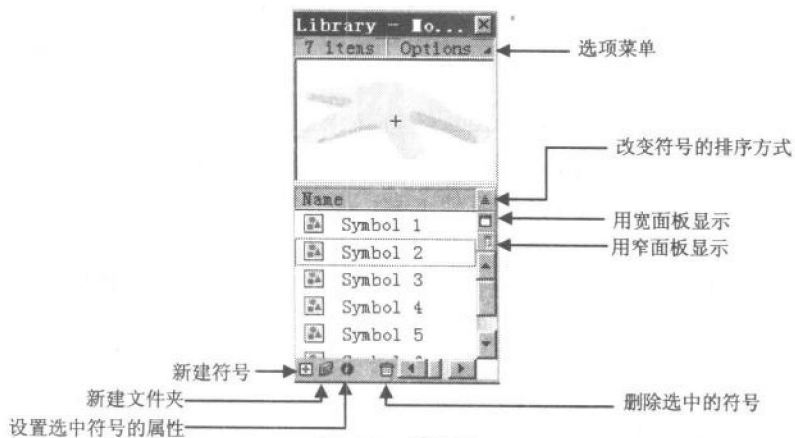 Library - Mo...
7 items Options
选项菜单
改变符号的排序方式
Name
用宽面板显示
用窄面板显示
Symbol 1
Symbol 2
Symbol 3
Symbol 4
Symbol 5
新建符号
新建文件夹
设置选中符号的属性
删除选中的符号